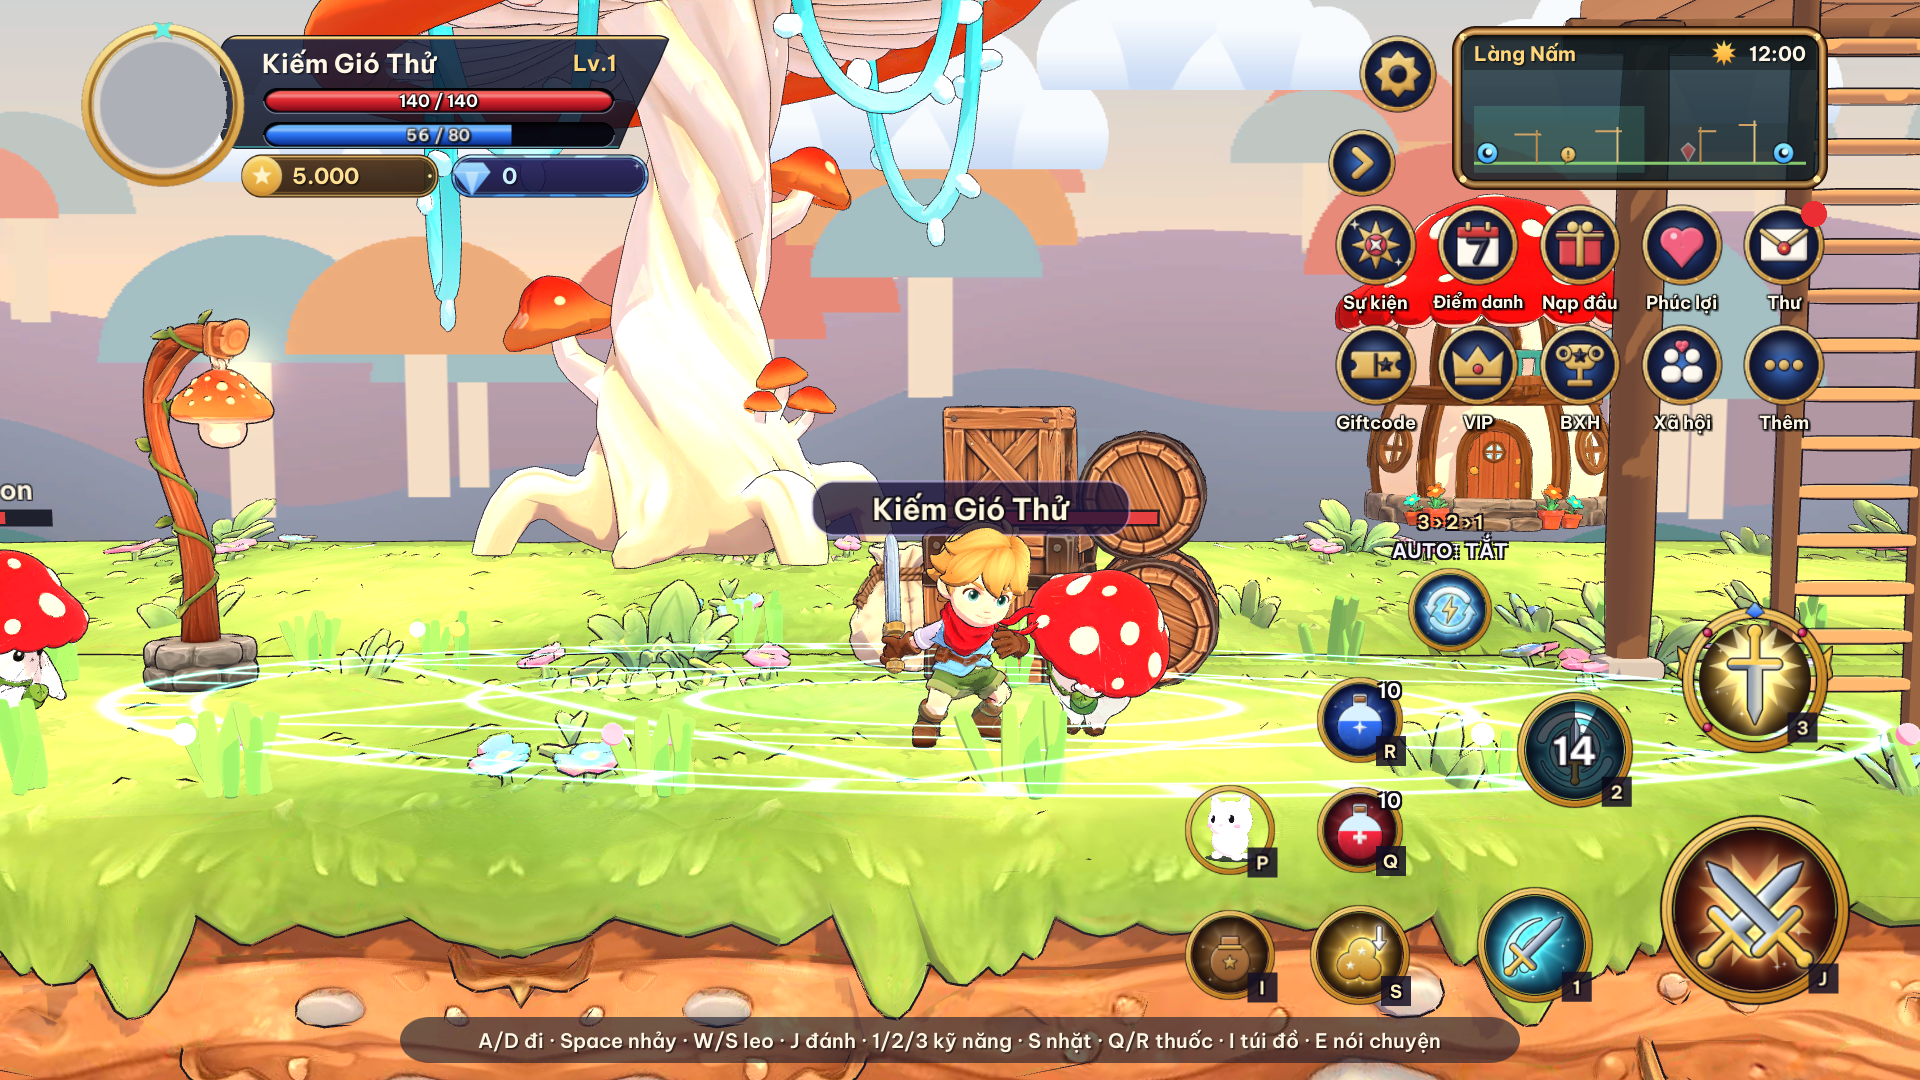 Kiếm Gió Thử
Lv.1
140 / 140
56 / 80
5.000
0
Làng Nấm
12:00
7
Sự kiện
Điểm danh
Nạp đầu
Phúc lợi
Thư
Giftcode
VIP
BXH
Xã hội
Thêm
on
Kiếm Gió Thử
3›2›1
AUTO: TẮT
10
R
3
14
2
10
Q
P
I
S
1
J
A/D đi · Space nhảy · W/S leo · J đánh · 1/2/3 kỹ năng · S nhặt · Q/R thuốc · I túi đồ · E nói chuyện